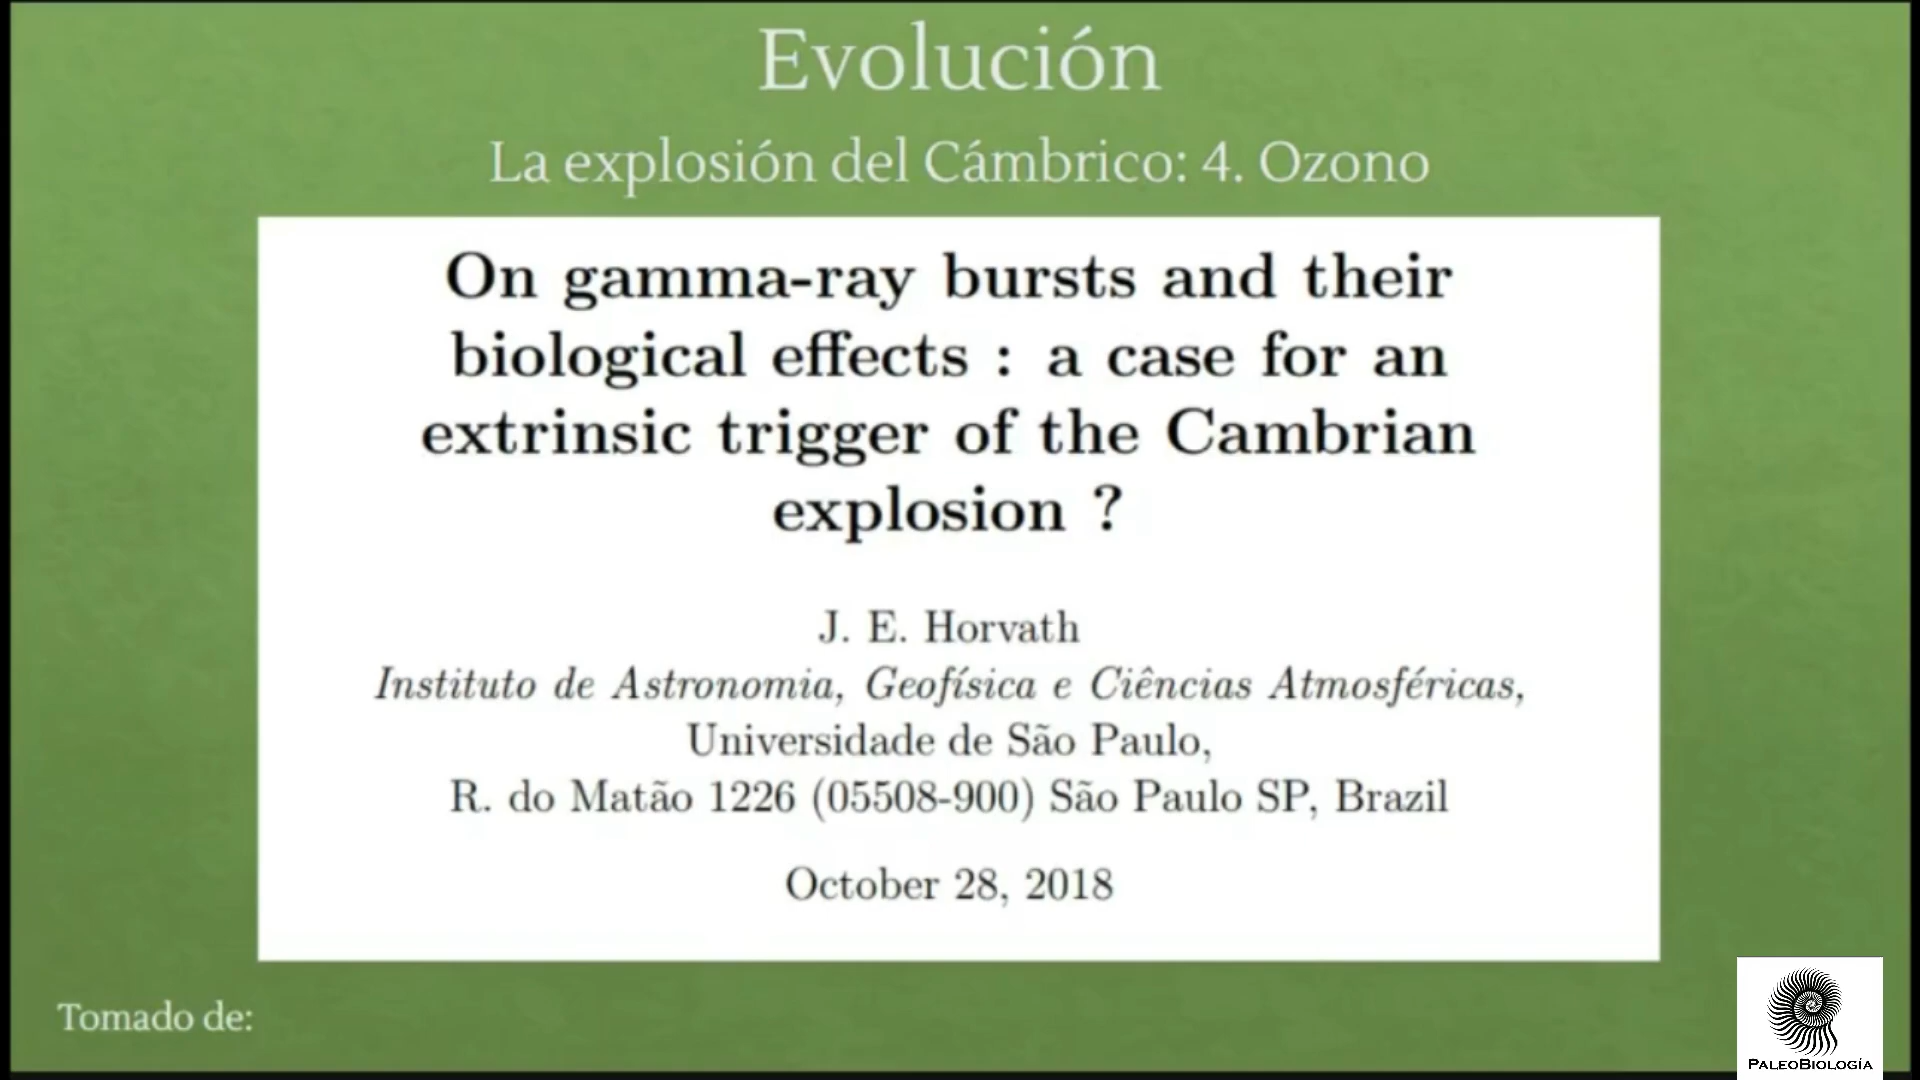 Evolución
La explosión del Cámbrico: 4. Ozono
On gamma-ray bursts and their
biological effects : a case for an
extrinsic trigger of the Cambrian
explosion ?
J. E. Horvath
Instituto de Astronomia, Geofísica e Ciências Atmosféricas,
Universidade de São Paulo,
R. do Matão 1226 (05508-900) São Paulo SP, Brazil
October 28, 2018
Tomado de:
PALEOBIOLOGÍA